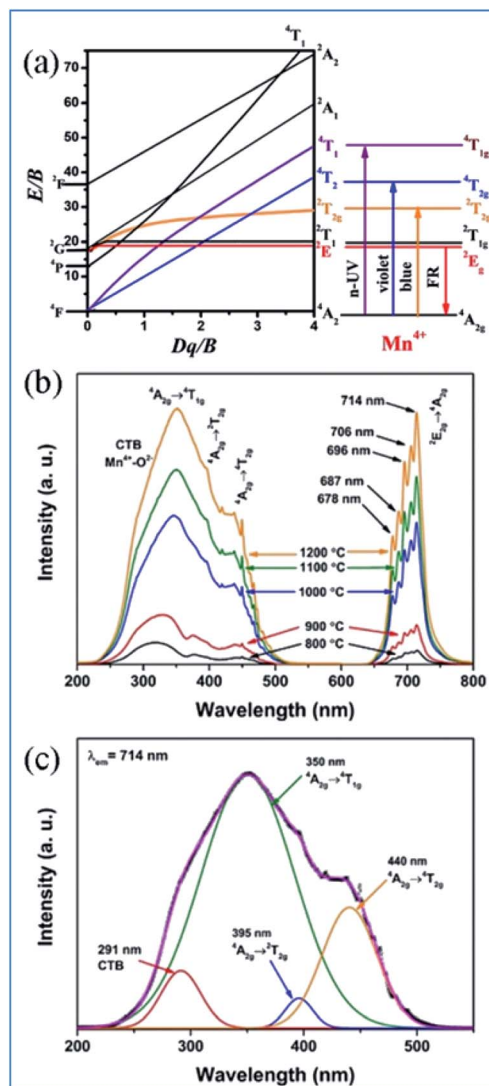 (a)
⁴T₁
²A₂
²A₁
⁴T₁
⁴T₂
²T₂g
²T₁
²E
⁴A₂
75
60
45
30
20
10
0
E/B
²F
²G
⁴P
⁴F
0 1 2 3 4
Dq/B
n-UV
violet
blue
FR
⁴T₁g
⁴T₂g
²T₂g
²T₁g
²Eg
⁴A₂g
Mn⁴⁺
(b)
Intensity (a. u.)
CTB
Mn⁴⁺-O²⁻
⁴A₂g→⁴T₁g
⁴A₂g→²T₂g
⁴A₂g→⁴T₂g
714 nm
706 nm
696 nm
687 nm
678 nm
²E₂g→⁴A₂g
1200 °C
1100 °C
1000 °C
900 °C
800 °C
200 300 400 500 600 700 800
Wavelength (nm)
(c)
λem= 714 nm
Intensity (a. u.)
350 nm
⁴A₂g→⁴T₁g
440 nm
⁴A₂g→⁴T₂g
395 nm
⁴A₂g→²T₂g
291 nm
CTB
200 300 400 500
Wavelength (nm)